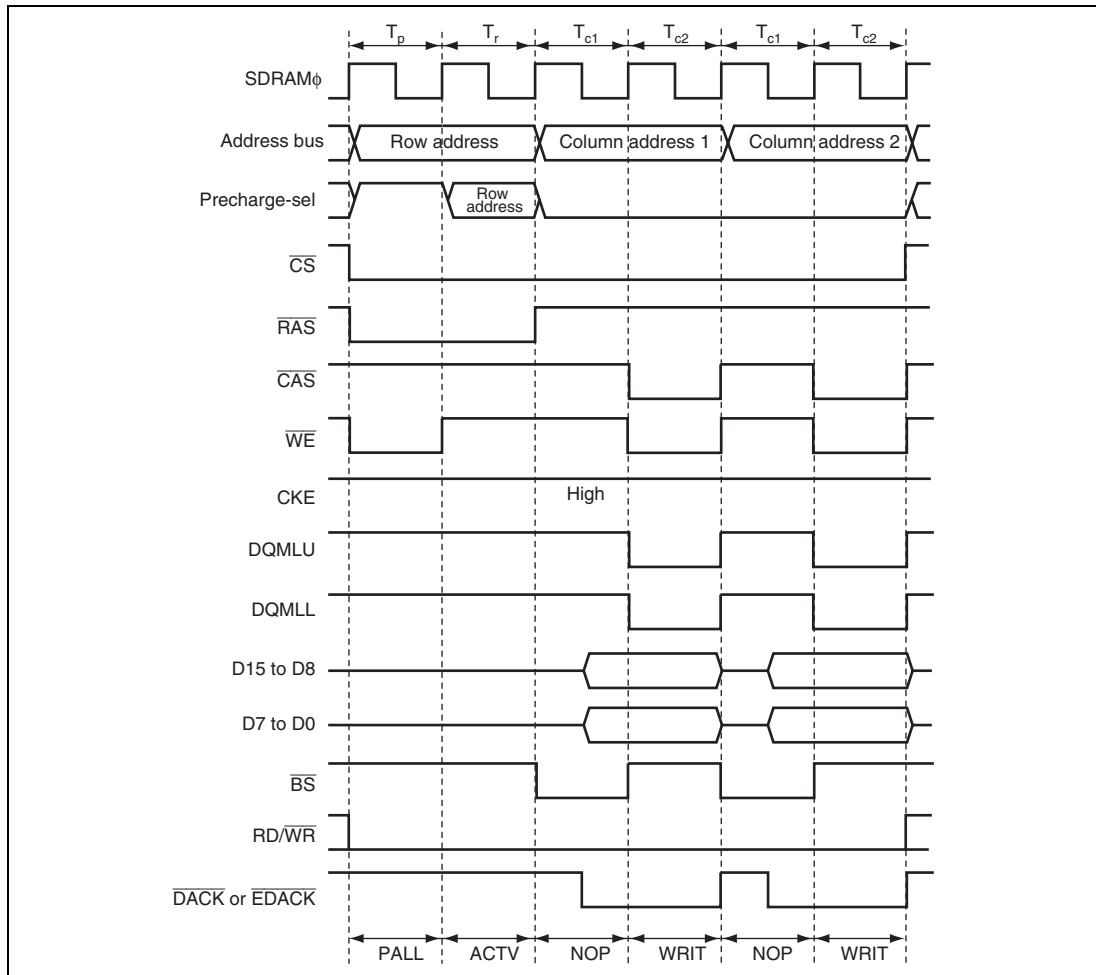 Tp Tr Tc1 Tc2 Tc1 Tc2
SDRAMϕ
Address bus Row address Column address 1 Column address 2
Precharge-sel Row address
CS
RAS
CAS
WE
CKE High
DQMLU
DQMLL
D15 to D8
D7 to D0
BS
RD/WR
DACK or EDACK
PALL ACTV NOP WRIT NOP WRIT